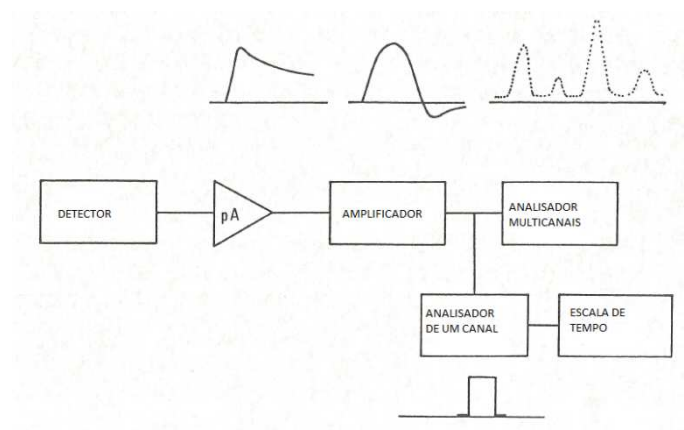 DETECTOR
pA
AMPLIFICADOR
ANALISADOR
MULTICANAIS
ANALISADOR
DE UM CANAL
ESCALA DE
TEMPO